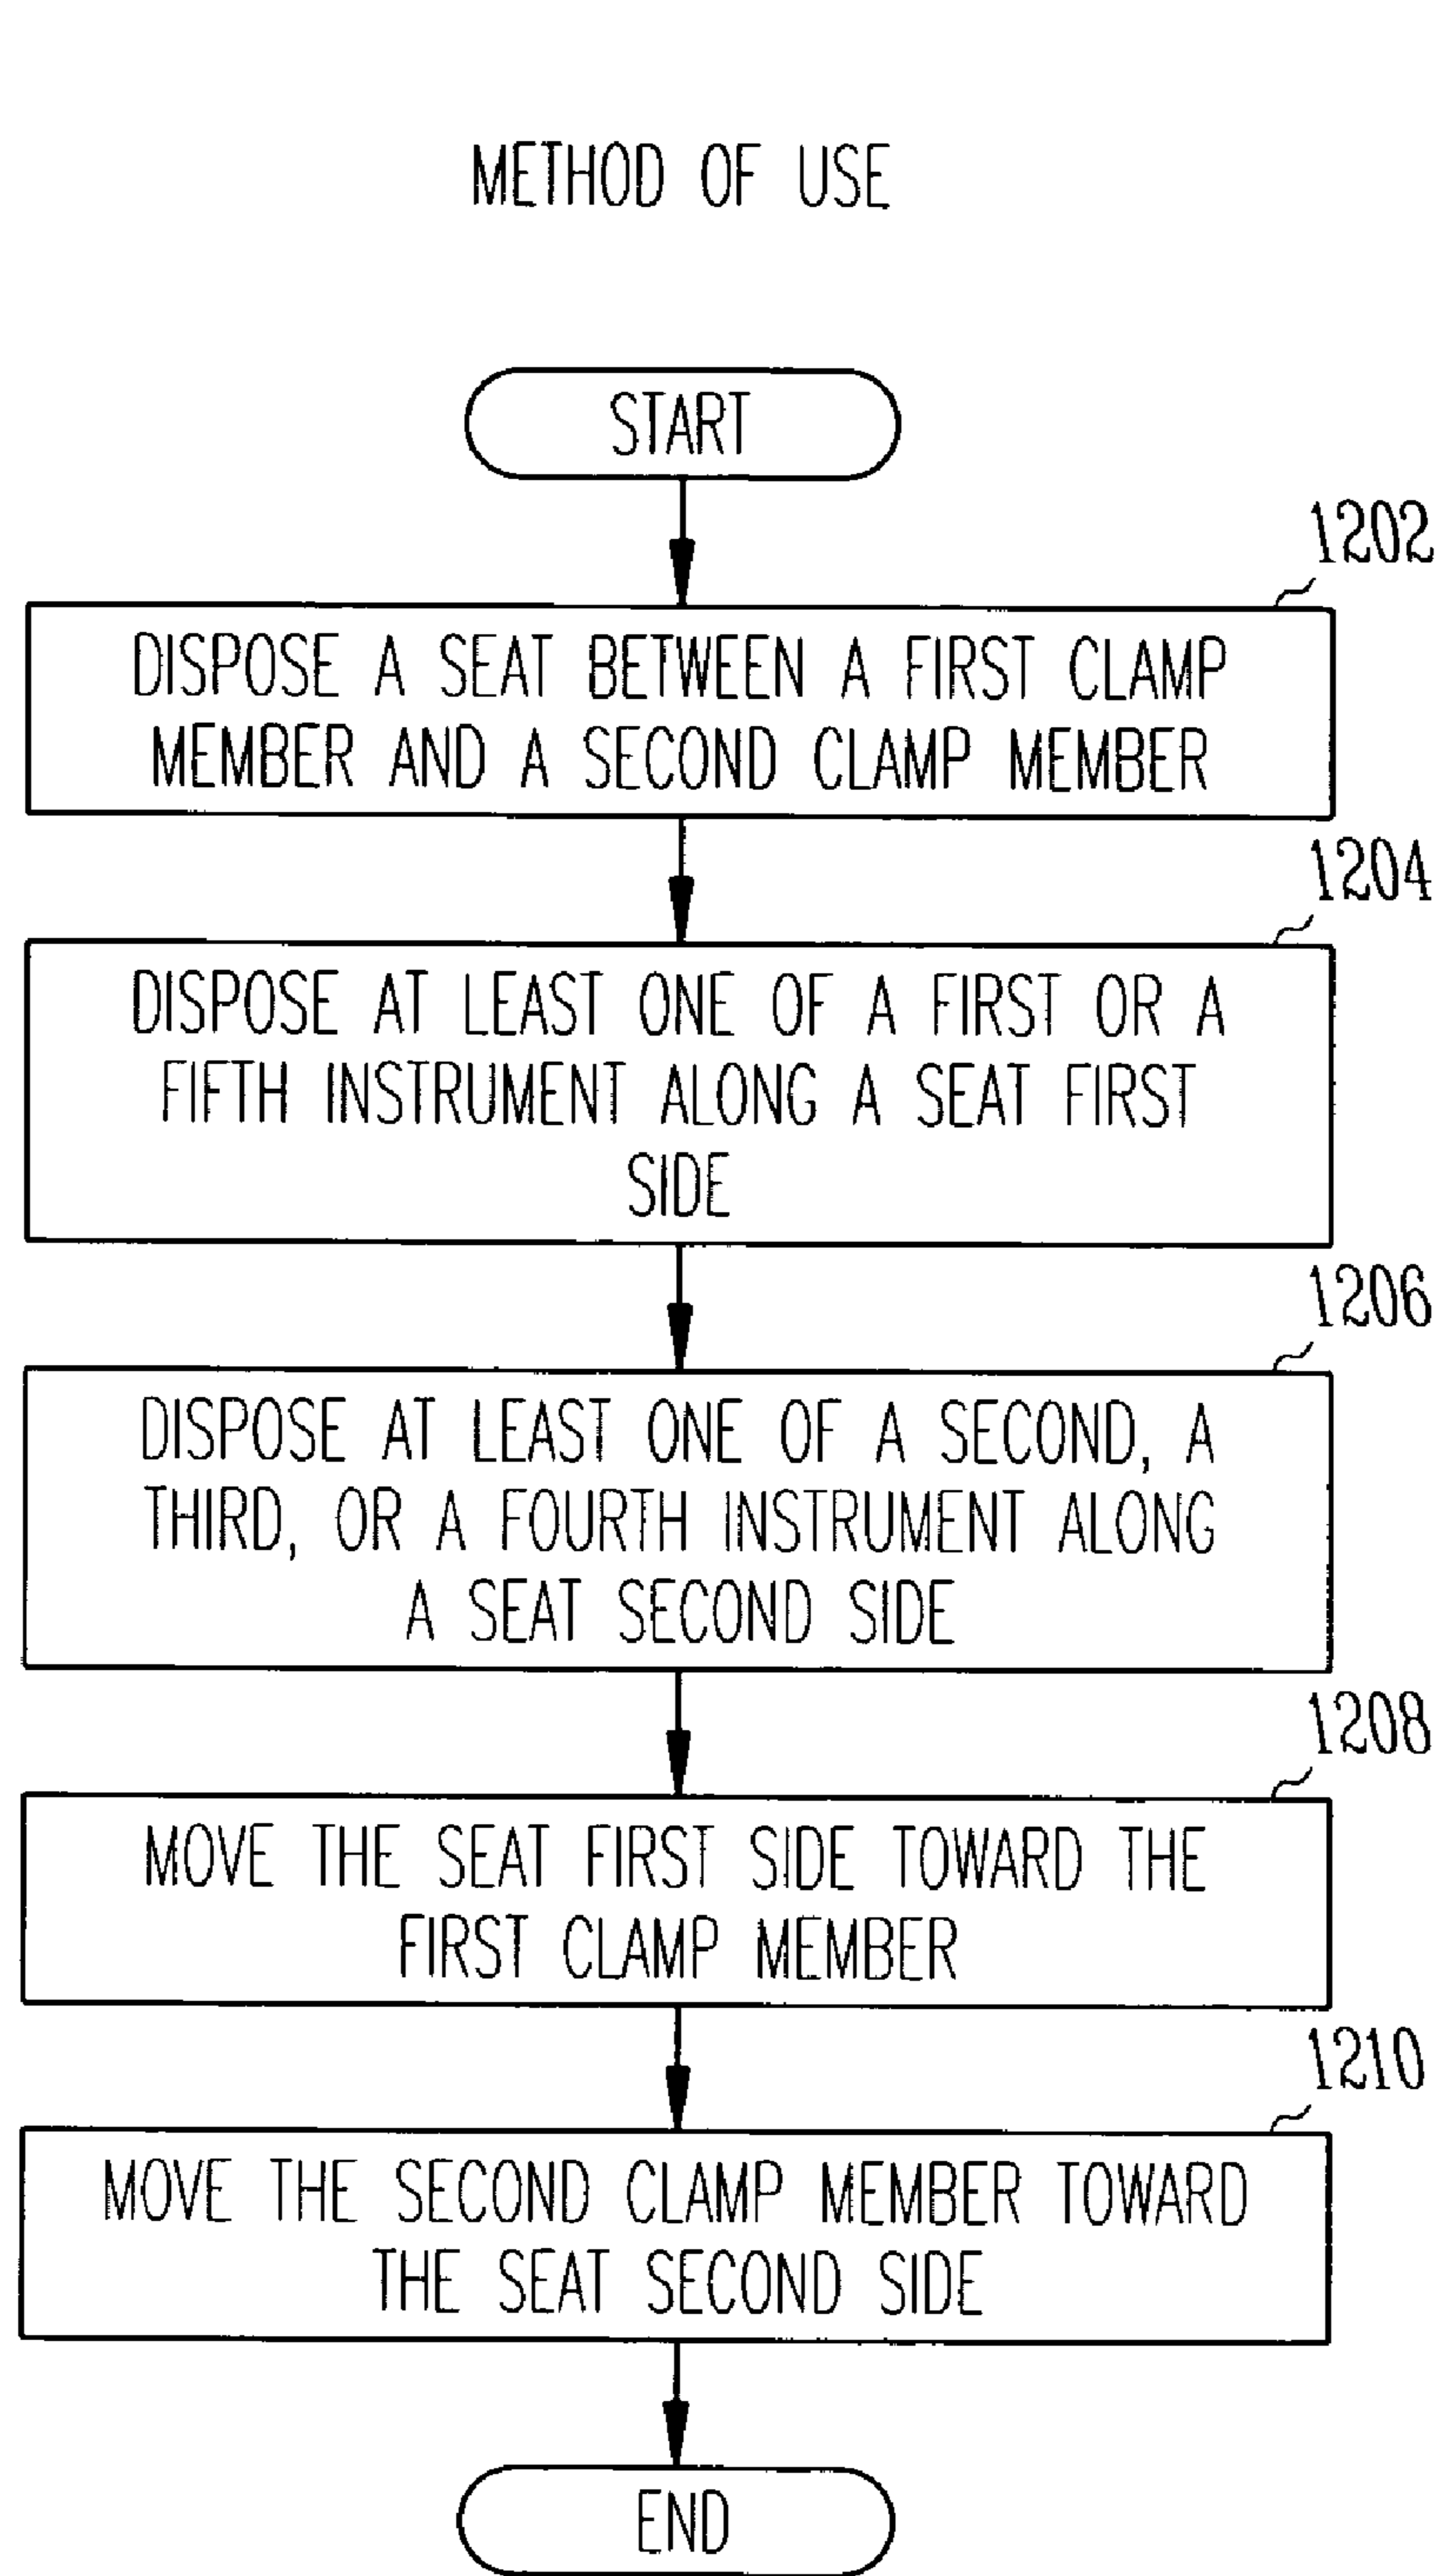 METHOD OF USE
START
1202
DISPOSE A SEAT BETWEEN A FIRST CLAMP
MEMBER AND A SECOND CLAMP MEMBER
1204
DISPOSE AT LEAST ONE OF A FIRST OR A
FIFTH INSTRUMENT ALONG A SEAT FIRST
SIDE
1206
DISPOSE AT LEAST ONE OF A SECOND, A
THIRD, OR A FOURTH INSTRUMENT ALONG
A SEAT SECOND SIDE
1208
MOVE THE SEAT FIRST SIDE TOWARD THE
FIRST CLAMP MEMBER
1210
MOVE THE SECOND CLAMP MEMBER TOWARD
THE SEAT SECOND SIDE
END